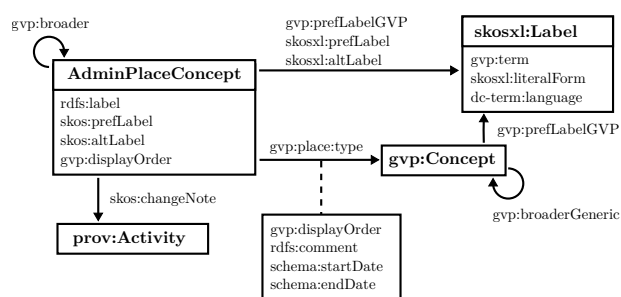 gvp:broader
AdminPlaceConcept
rdfs:label
skos:prefLabel
skos:altLabel
gvp:displayOrder
gvp:prefLabelGVP
skosxl:prefLabel
skosxl:altLabel
skosxl:Label
gvp:term
skosxl:literalForm
dc-term:language
gvp:prefLabelGVP
gvp:place:type
gvp:Concept
gvp:broaderGeneric
skos:changeNote
prov:Activity
gvp:displayOrder
rdfs:comment
schema:startDate
schema:endDate